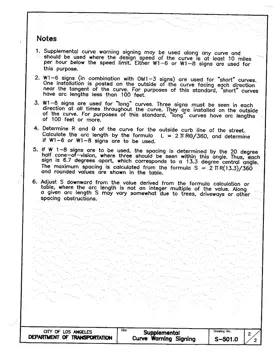 Notes
1. Supplemental curve warning signing may be used along any curve and
should be used where the design speed of the curve is at least 10 miles
per hour below the speed limit. Either W1-6 or W1-8 signs are used for
this purpose.
2. W1-6 signs (in combination with OM1-3 signs) are used for "short" curves.
One installation is posted on the outside of the curve facing each direction
near the tangent of the curve. For purposes of this standard, "short" curves
have arc lengths less than 100 feet.
3. W1-8 signs are used for "long" curves. Three signs must be seen in each
direction at all times throughout the curve. They are installed on the outside
of the curve. For purposes of this standard, "long" curves have arc lengths
of 100 feet or more.
4. Determine R and Δ of the curve for the outside curb line of the street.
Calculate the arc length by the formula L = 2ΠRΔ/360, and determine
if W1-6 or W1-8 signs are to be used.
5. If W 1-8 signs are to be used, the spacing is determined by the 20 degree
half cone-of-vision, where three should be seen within this angle. Thus, each
sign is 6.7 degrees apart, which corresponds to a 13.3 degree central angle.
The maximum spacing is calculated from the formula S = 2ΠR(13.3)/360
and rounded values are shown in the table.
6. Adjust S downward from the value derived from the formula calculation or
table, where the arc length is not an integer multiple of the value. Along
a given arc length S may vary somewhat due to trees, driveways or other
spacing obstructions.
CITY OF LOS ANGELES
DEPARTMENT OF TRANSPORTATION
Title
Supplemental
Curve Warning Signing
Drawing No.
S-501.0
2/2